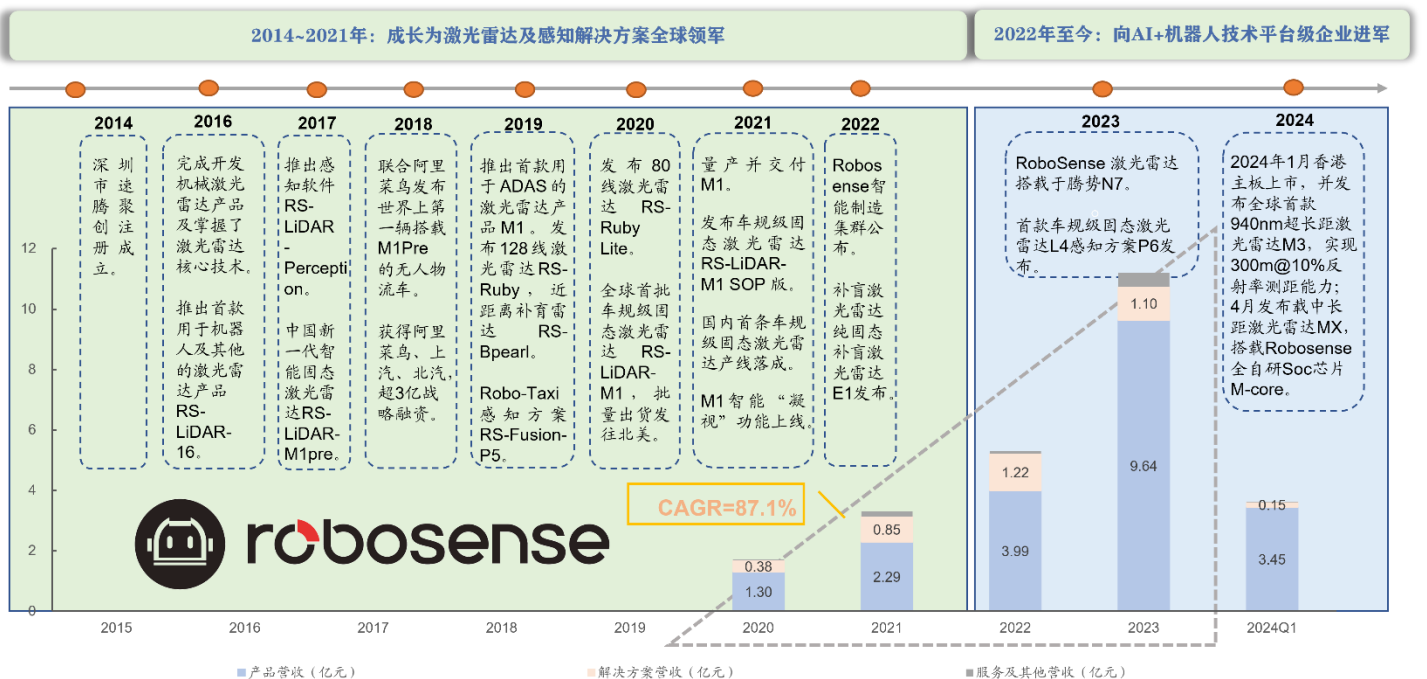 2014~2021年：成长为激光雷达及感知解决方案全球领军
2022年至今：向AI+机器人技术平台级企业进军
2014
深圳
市速
腾聚
创注
册成
立。
2016
完成开发
机械激光
雷达产品
及掌握了
激光雷达
核心技术。
推出首款
用于机器
人及其他
的激光雷
达产品
RS-
LiDAR-
16。
2017
推出感
知软件
RS-
LiDAR
-
Percepti
on。
中国新
一代智
能固态
激光雷
达RS-
LiDAR-
M1pre。
2018
联合阿里
菜鸟发布
世界上第
一辆搭载
M1Pre
的无人物
流车。
获得阿里
菜鸟、上
汽、北汽,
超3亿战
略融资。
2019
推出首款用
于ADAS的
激光雷达产
品M1。发
布128线激
光雷达RS-
Ruby，近
距离补盲雷
达 RS-
Bpearl。
Robo-Taxi
感知方案
RS-Fusion-
P5。
2020
发布80
线激光雷
达 RS-
Ruby
Lite。
全球首批
车规级固
态激光雷
达 RS-
LiDAR-
M1，批
量出货发
往北美。
2021
量产并交付
M1。
发布车规级固
态激光雷达
RS-LiDAR-
M1 SOP 版。
国内首条车规
级固态激光雷
达产线落成。
M1智能“凝
视”功能上线。
2022
Robos
ense智
能制造
集群公
布。
补盲激
光雷达
纯固态
补盲激
光雷达
E1发布。
2023
RoboSense 激光雷达
搭载于腾势N7。
首款车规级固态激光
雷达L4感知方案P6发
布。
2024
2024年1月香港
主板上市，并发
布全球首款
940nm超长距激
光雷达M3，实现
300m@10%反
射率测距能力；
4月发布载中长
距激光雷达MX，
搭载Robosense
全自研Soc芯片
M-core。
12
10
8
6
4
2
0
robosense
CAGR=87.1%
0.38
1.30
0.85
2.29
1.22
3.99
1.10
9.64
0.15
3.45
2015
2016
2017
2018
2019
2020
2021
2022
2023
2024Q1
产品营收（亿元）
解决方案营收（亿元）
服务及其他营收（亿元）